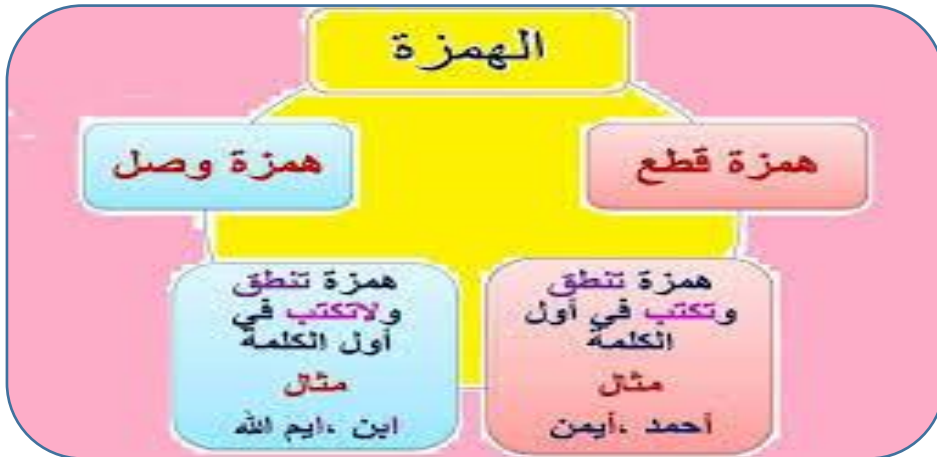 الهمزة
همزة قطع
همزة وصل
همزة تنطق
وتكتب في أول
الكلمة
مثال
أحمد ،أيمن
همزة تنطق
ولاتكتب في
أول الكلمة
مثال
ابن ،ايم الله